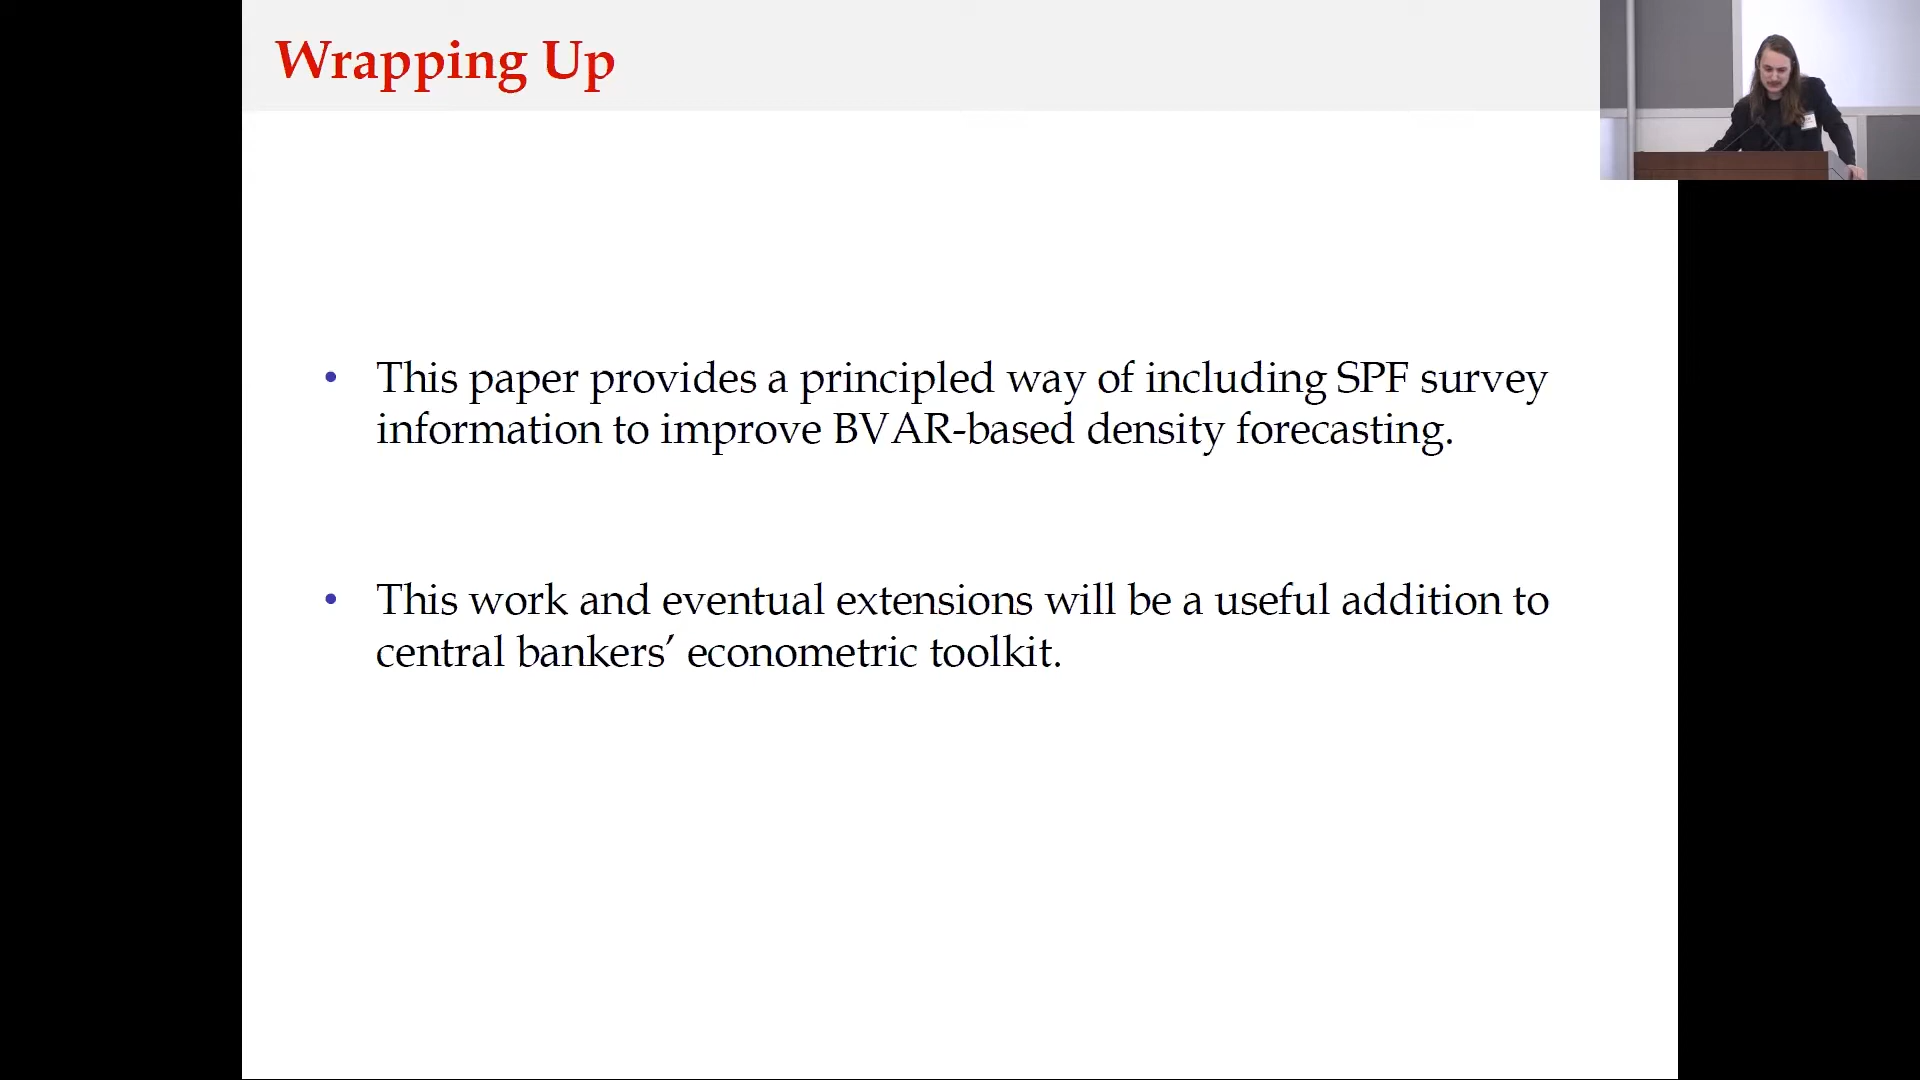 Wrapping Up
• This paper provides a principled way of including SPF survey
information to improve BVAR-based density forecasting.
• This work and eventual extensions will be a useful addition to
central bankers’ econometric toolkit.